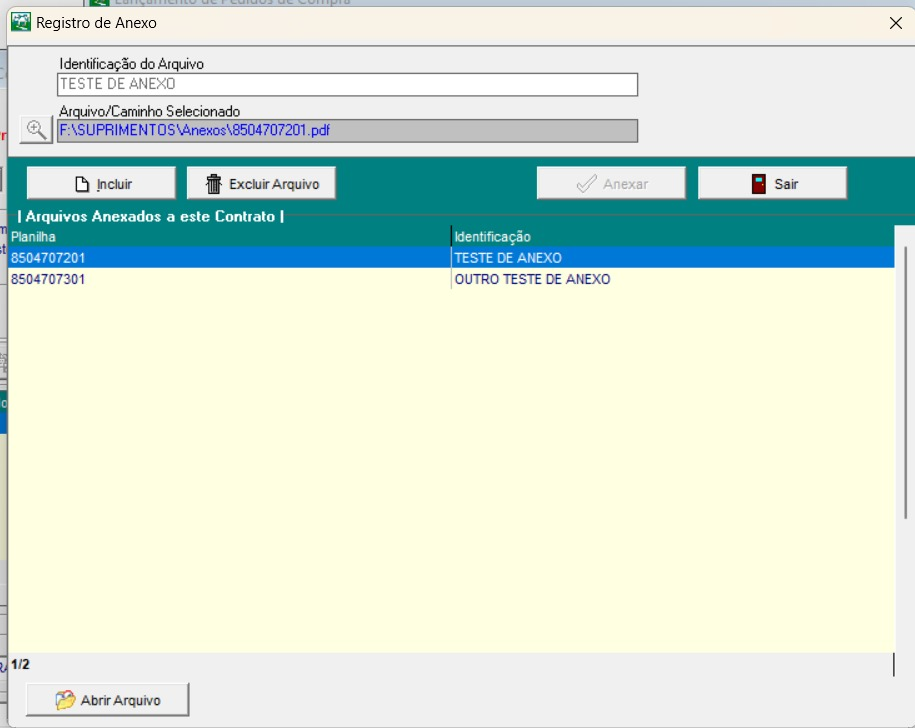 Lançamento de Pedidos de Compra
Registro de Anexo
Identificação do Arquivo
TESTE DE ANEXO
Arquivo/Caminho Selecionado
F:\SUPRIMENTOS\Anexos\8504707201.pdf
Incluir
Excluir Arquivo
Anexar
Sair
| Arquivos Anexados a este Contrato |
Planilha Identificação
8504707201 TESTE DE ANEXO
8504707301 OUTRO TESTE DE ANEXO
1/2
Abrir Arquivo